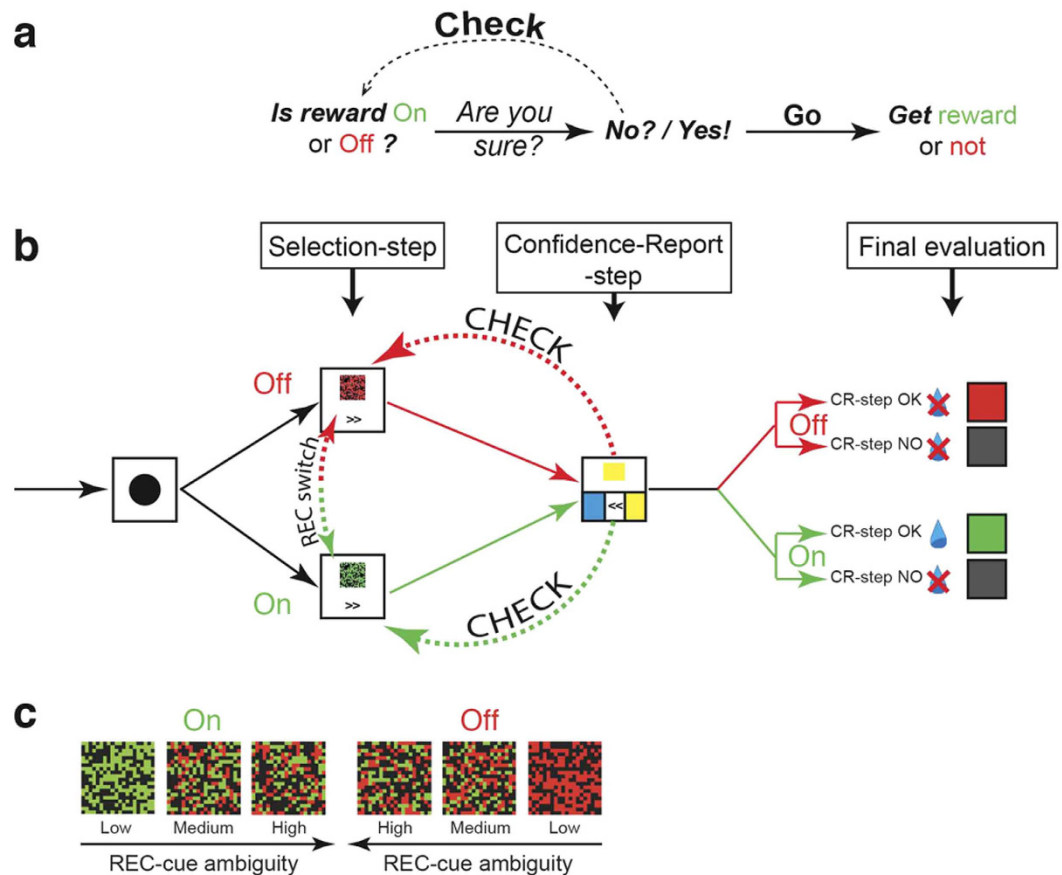 a
Check
Is reward On
or Off ?
Are you
sure?
No? / Yes!
Go
Get reward
or not
b
Selection-step
Confidence-Report
-step
Final evaluation
CHECK
Off
>>
REC switch
<<
On
>>
CHECK
CR-step OK
Off
CR-step NO
CR-step OK
On
CR-step NO
c
On
Off
Low
Medium
High
High
Medium
Low
REC-cue ambiguity
REC-cue ambiguity